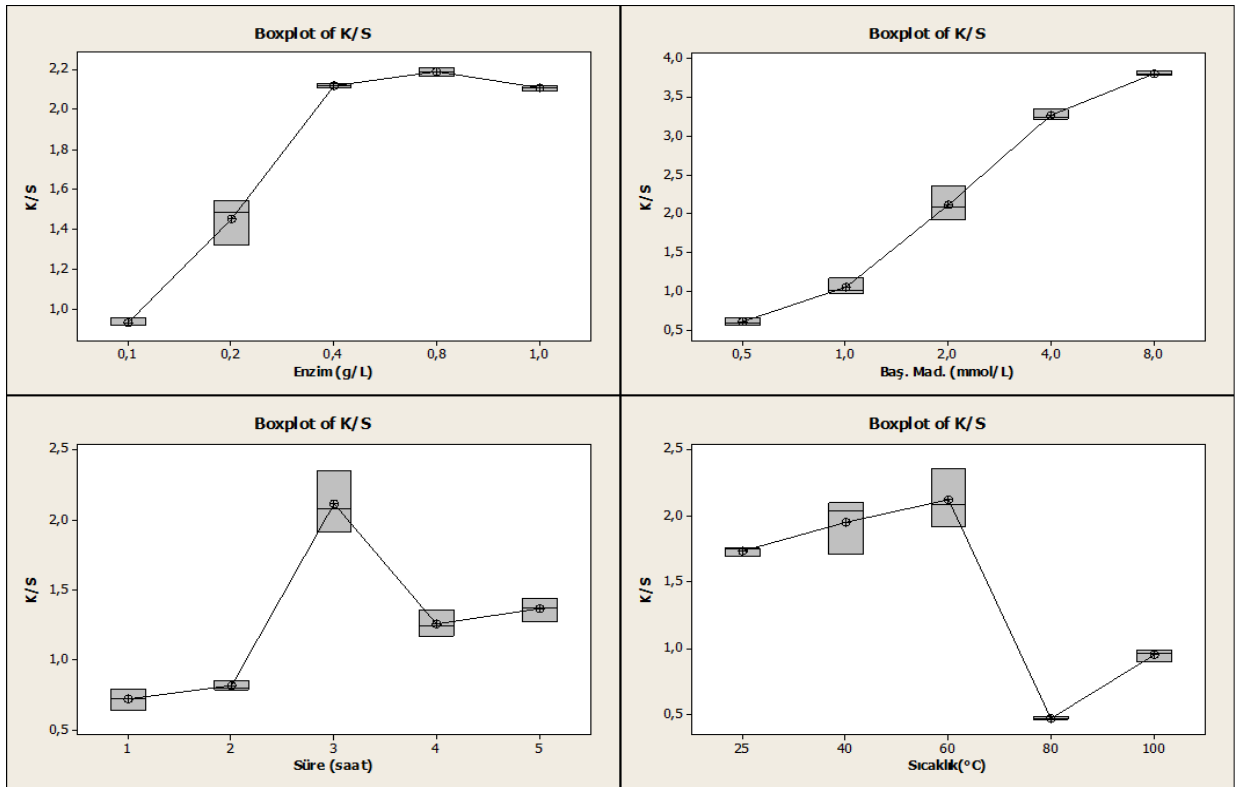 Boxplot of K/S
K/S
2,2
2,0
1,8
1,6
1,4
1,2
1,0
0,1 0,2 0,4 0,8 1,0
Enzim (g/L)
Boxplot of K/S
K/S
4,0
3,5
3,0
2,5
2,0
1,5
1,0
0,5
0,5 1,0 2,0 4,0 8,0
Baş. Mad. (mmol/L)
Boxplot of K/S
K/S
2,5
2,0
1,5
1,0
0,5
1 2 3 4 5
Süre (saat)
Boxplot of K/S
K/S
2,5
2,0
1,5
1,0
0,5
25 40 60 80 100
Sıcaklık(°C)